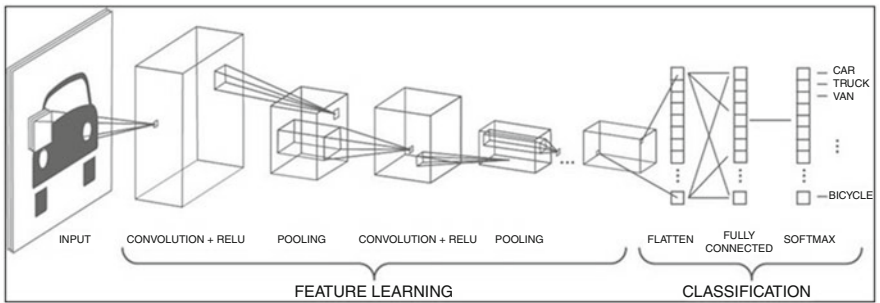 CAR
TRUCK
VAN
BICYCLE
INPUT
CONVOLUTION + RELU
POOLING
CONVOLUTION + RELU
POOLING
FLATTEN
FULLY
CONNECTED
SOFTMAX
FEATURE LEARNING
CLASSIFICATION